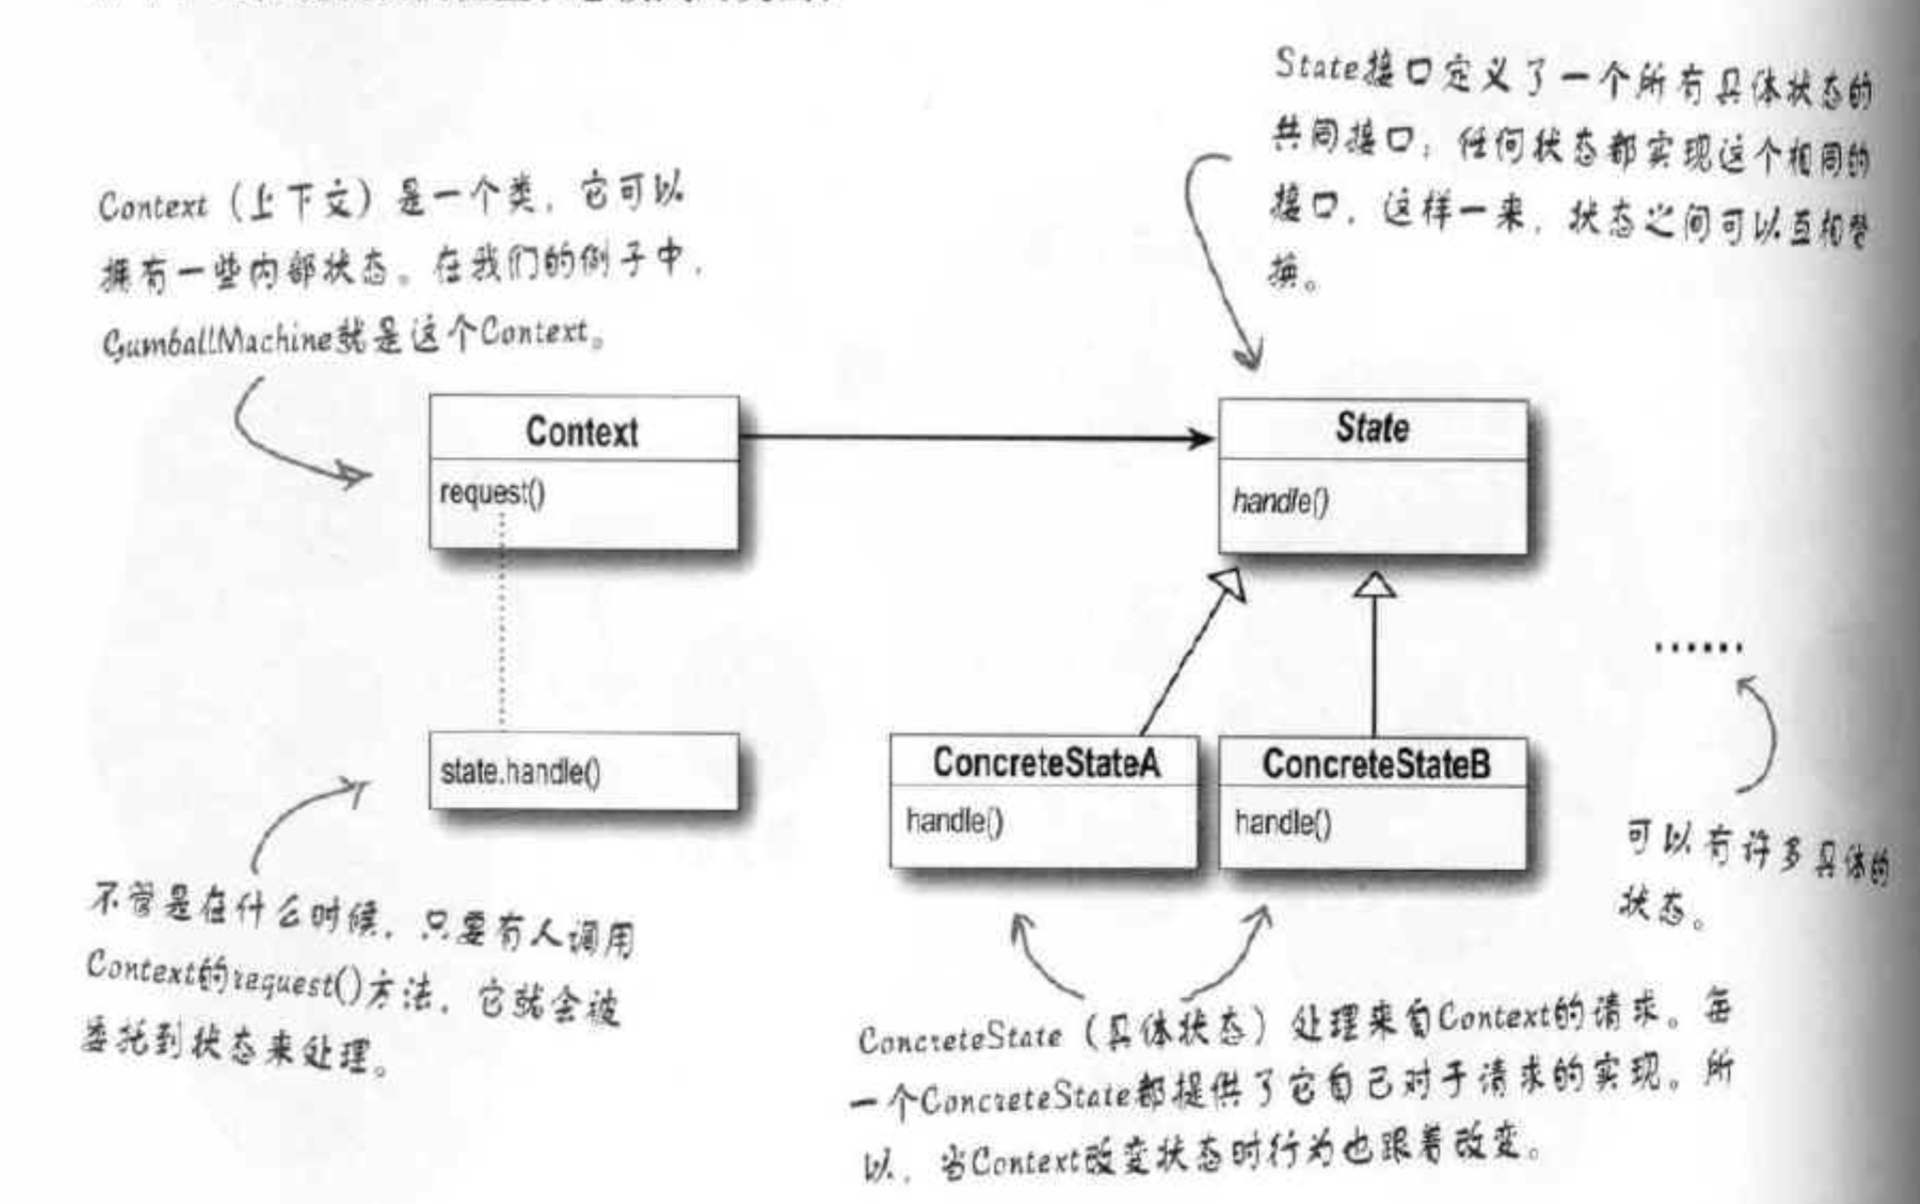 State接口定义了一个所有具体状态的
共同接口；任何状态都实现这个相同的
接口，这样一来，状态之间可以互相替
换。
Context（上下文）是一个类，它可以
拥有一些内部状态。在我们的例子中，
GumballMachine就是这个Context。
Context
request()
State
handle()
......
state.handle()
ConcreteStateA
handle()
ConcreteStateB
handle()
可以有许多具体的
状态。
不管是在什么时候，只要有人调用
Context的request()方法，它就会被
委托到状态来处理。
ConcreteState（具体状态）处理来自Context的请求。每
一个ConcreteState都提供了它自己对于请求的实现。所
以，当Context改变状态时行为也跟着改变。